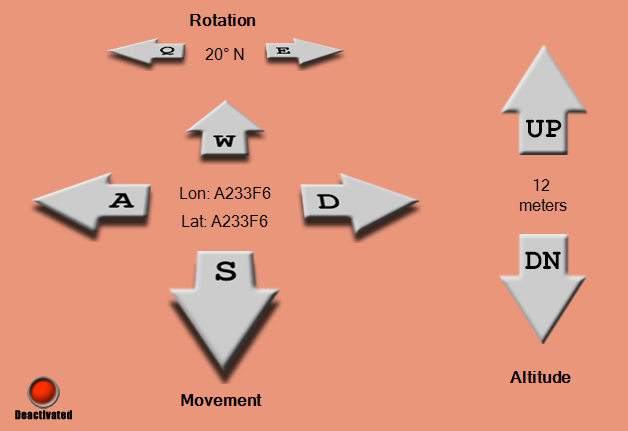 Rotation
Q
20° N
E
W
A
Lon: A233F6
Lat: A233F6
D
S
Movement
UP
12
meters
DN
Altitude
Deactivated